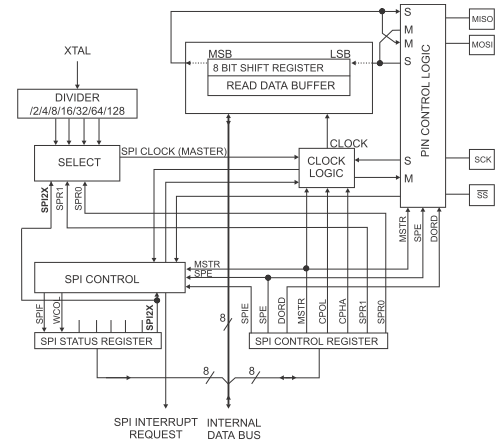 S
MISO
M
M
MOSI
S
XTAL
MSB
LSB
8 BIT SHIFT REGISTER
READ DATA BUFFER
DIVIDER
/2/4/8/16/32/64/128
PIN CONTROL LOGIC
CLOCK
SPI CLOCK (MASTER)
SELECT
CLOCK
LOGIC
S
SCK
M
SS
SPI2X
SPR1
SPR0
MSTR
SPE
DORD
MSTR
SPE
SPI CONTROL
SPIF
WCOL
SPI2X
SPIE
SPE
DORD
MSTR
CPOL
CPHA
SPR1
SPR0
8
SPI STATUS REGISTER
SPI CONTROL REGISTER
8
8
SPI INTERRUPT
REQUEST
INTERNAL
DATA BUS